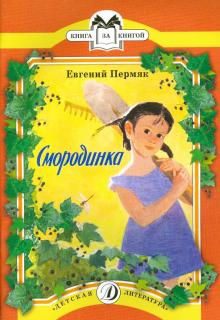 КНИГА ЗА КНИГОЙ
Евгений Пермяк
Смородинка
"ДЕТСКАЯ ЛИТЕРАТУРА"